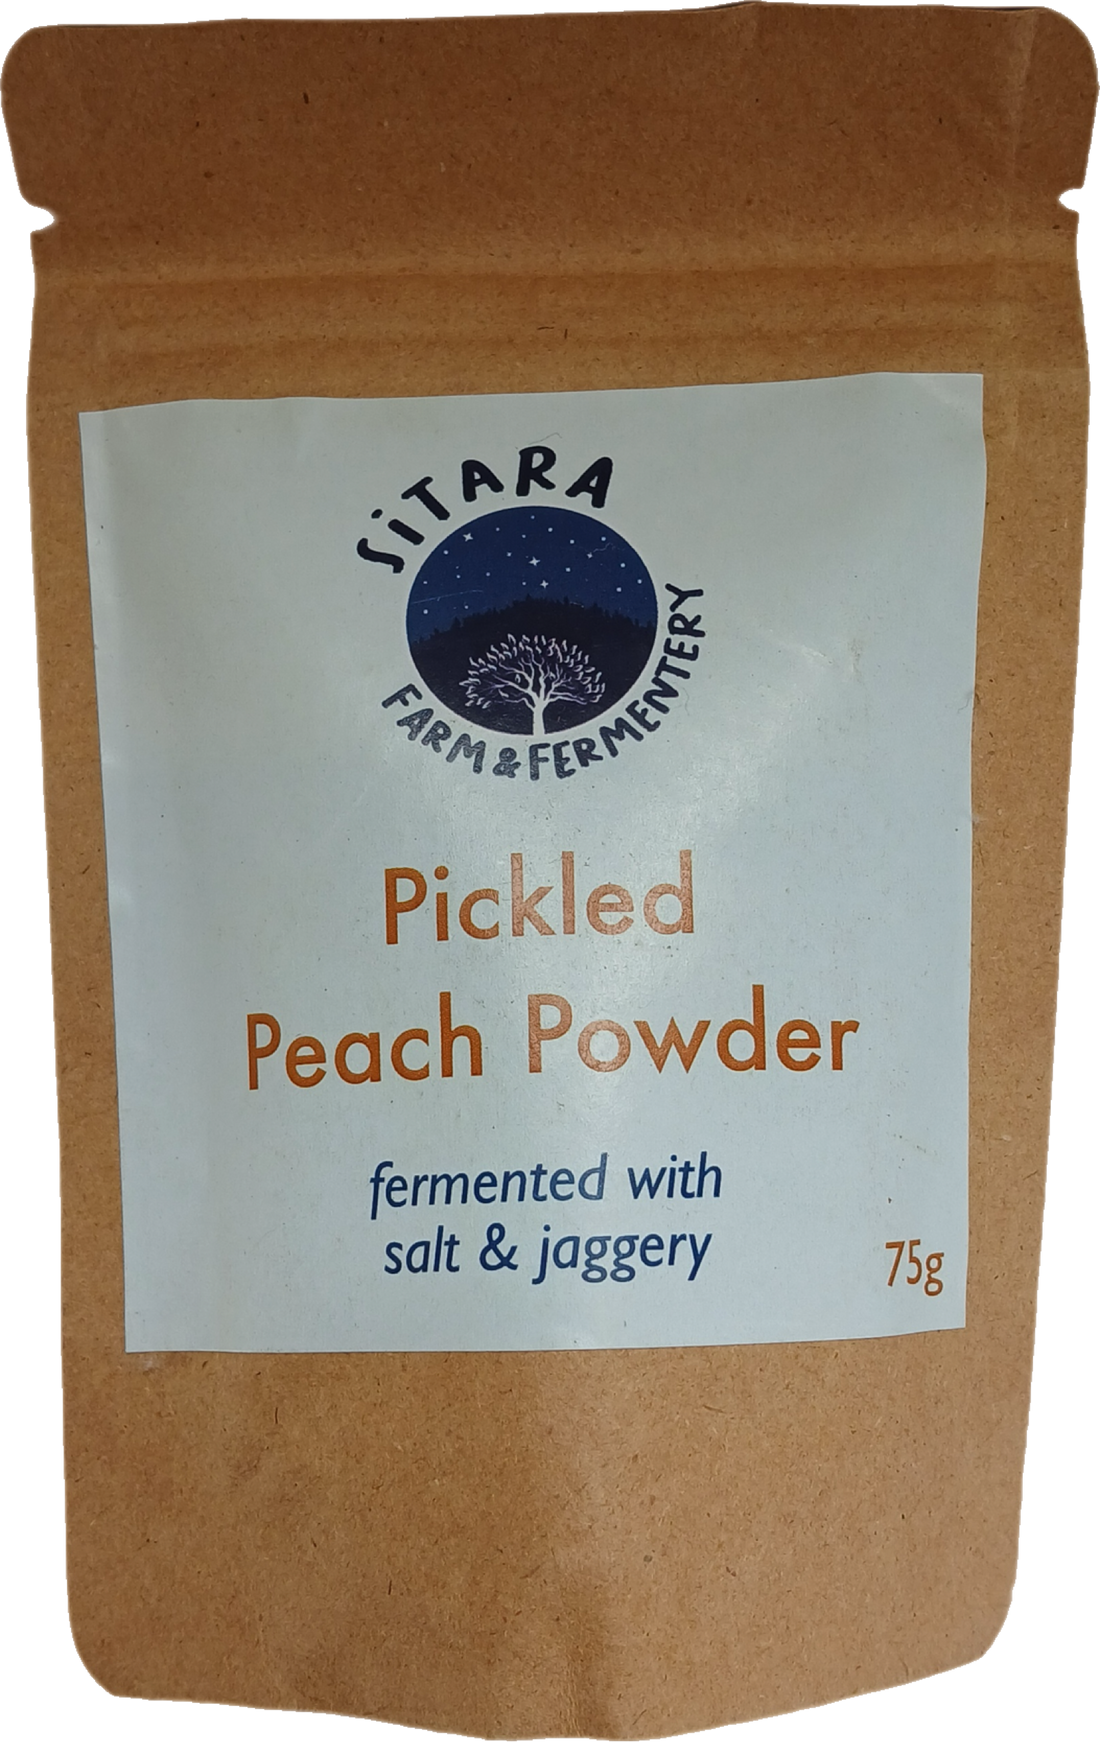 SiTARA
FARM & FERMENTERY
Pickled
Peach Powder
fermented with
salt & jaggery
75g